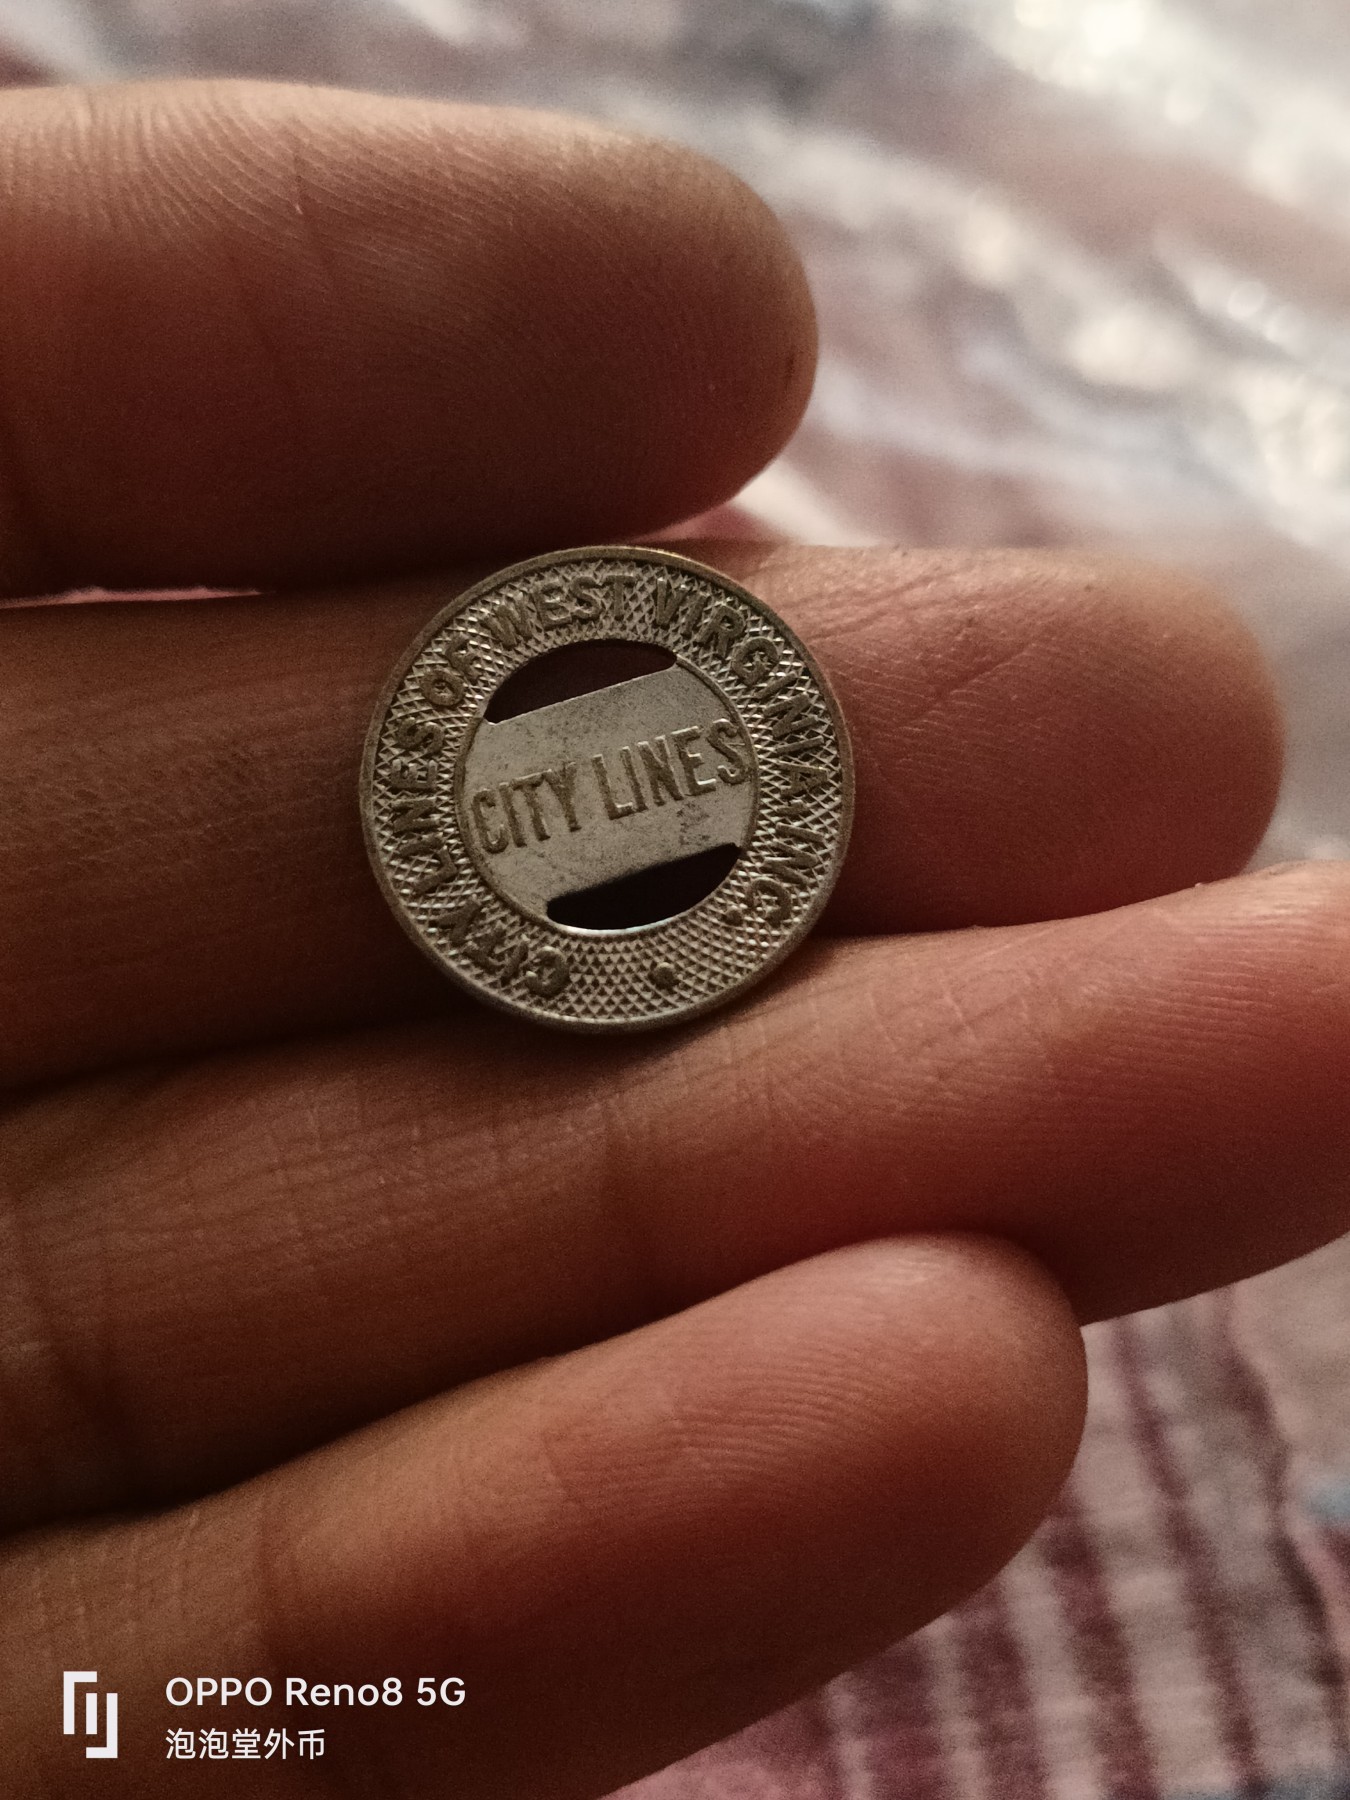 CITY LINES OF WEST VIRGINIA, INC.
CITY LINES
OPPO Reno8 5G
泡泡堂外币